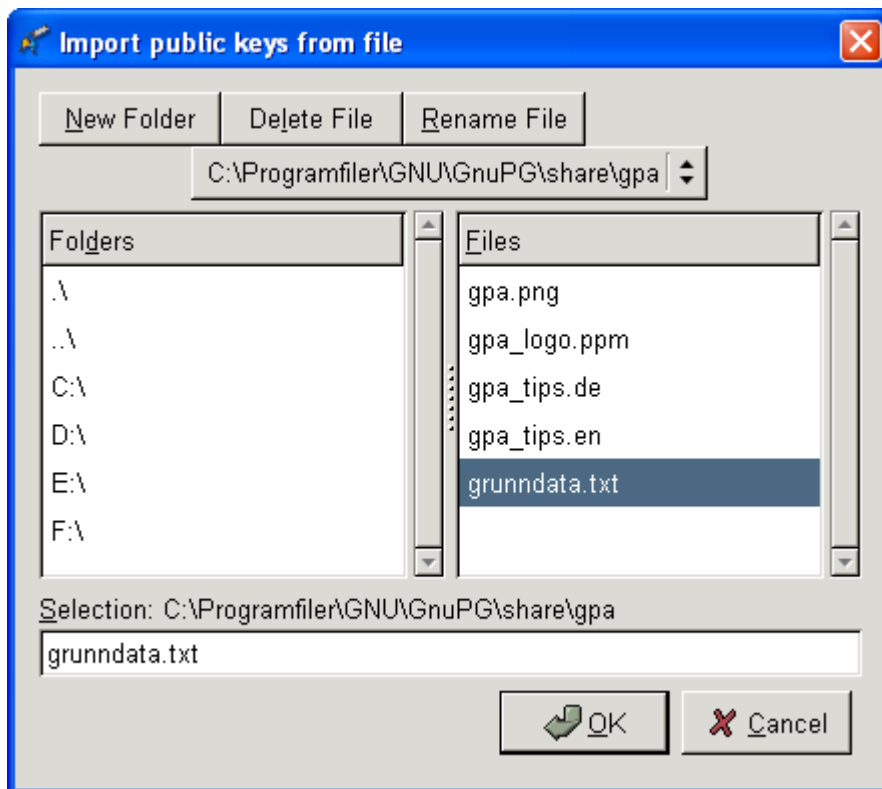 Import public keys from file
New Folder Delete File Rename File
C:\Programfiler\GNU\GnuPG\share\gpa
Folders
.\
..\
C:\
D:\
E:\
F:\
Files
gpa.png
gpa_logo.ppm
gpa_tips.de
gpa_tips.en
grunndata.txt
Selection: C:\Programfiler\GNU\GnuPG\share\gpa
grunndata.txt
OK Cancel